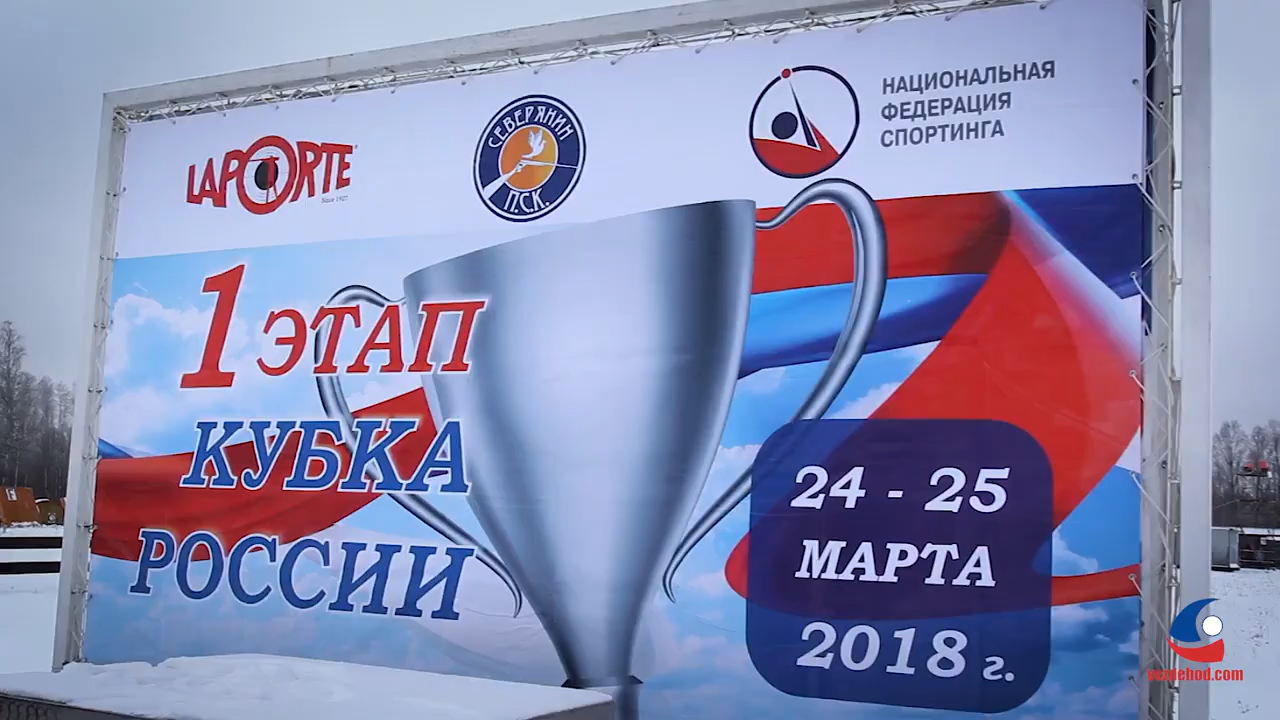 LAPORTE
Since 1927
СЕВЕРЯНИН
П.С.К.
НАЦИОНАЛЬНАЯ
ФЕДЕРАЦИЯ
СПОРТИНГА
1 ЭТАП
КУБКА
РОССИИ
24 - 25
МАРТА
2018 г.
vezdehod.com